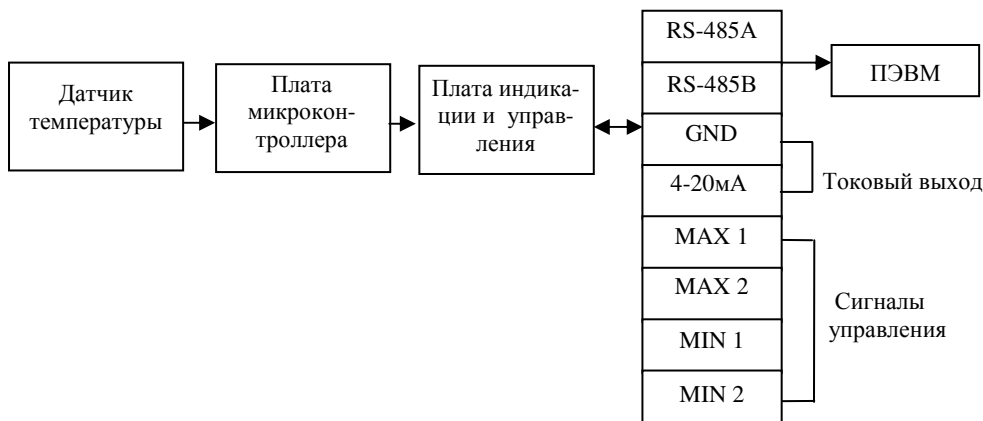 Датчик
температуры
Плата
микрокон-
троллера
Плата индика-
ции и управ-
ления
RS-485A
RS-485B
GND
4-20мА
MAX 1
MAX 2
MIN 1
MIN 2
ПЭВМ
Токовый выход
Сигналы
управления